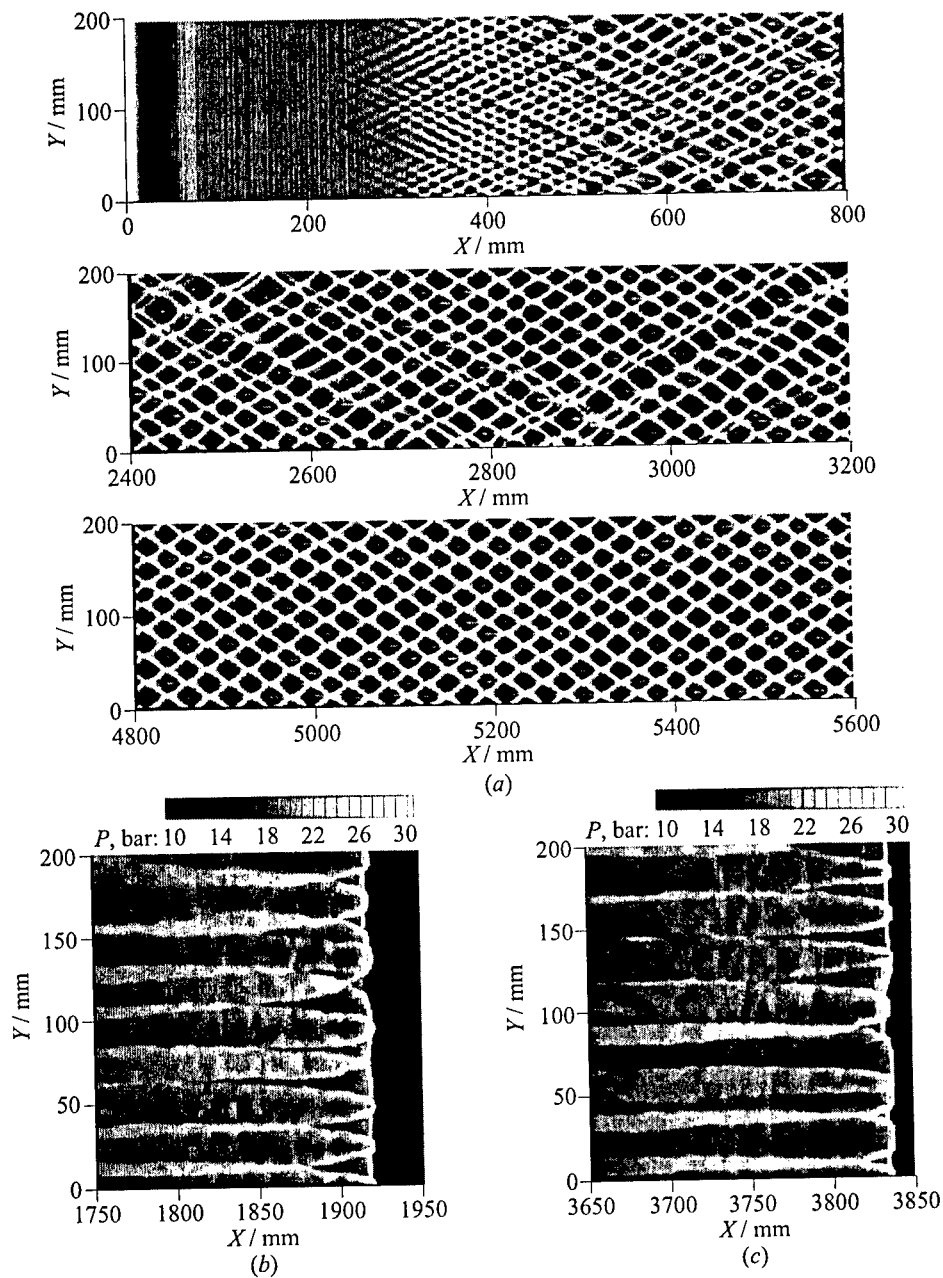 200
Y / mm
100
0
0 200 400 600 800
X / mm
200
Y / mm
100
0
2400 2600 2800 3000 3200
X / mm
200
Y / mm
100
0
4800 5000 5200 5400 5600
X / mm
(a)
P, bar: 10 14 18 22 26 30
200
150
Y / mm
100
50
0
1750 1800 1850 1900 1950
X / mm
(b)
P, bar: 10 14 18 22 26 30
200
150
Y / mm
100
50
0
3650 3700 3750 3800 3850
X / mm
(c)